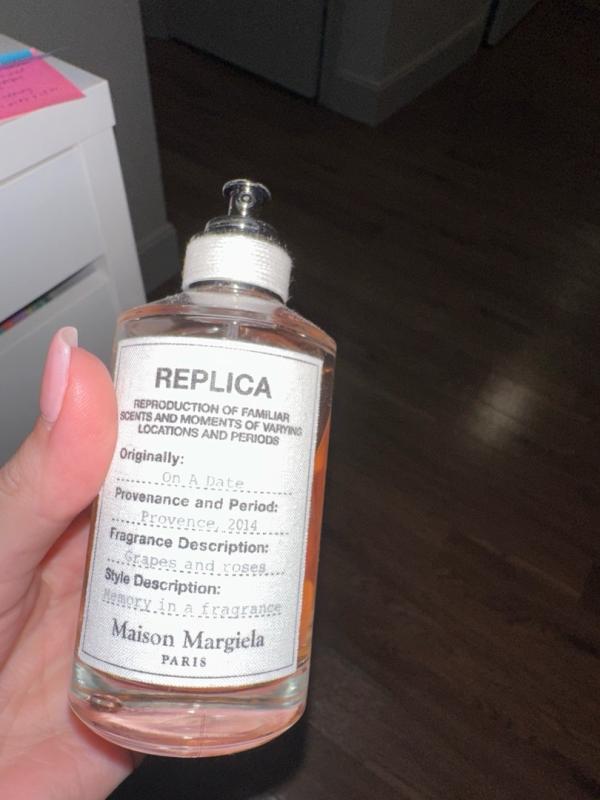 REPLICA
REPRODUCTION OF FAMILIAR
SCENTS AND MOMENTS OF VARYING
LOCATIONS AND PERIODS
Originally:
On A Date
Provenance and Period:
Provence, 2014
Fragrance Description:
Grapes and roses
Style Description:
Memory in a fragrance
Maison Margiela
PARIS